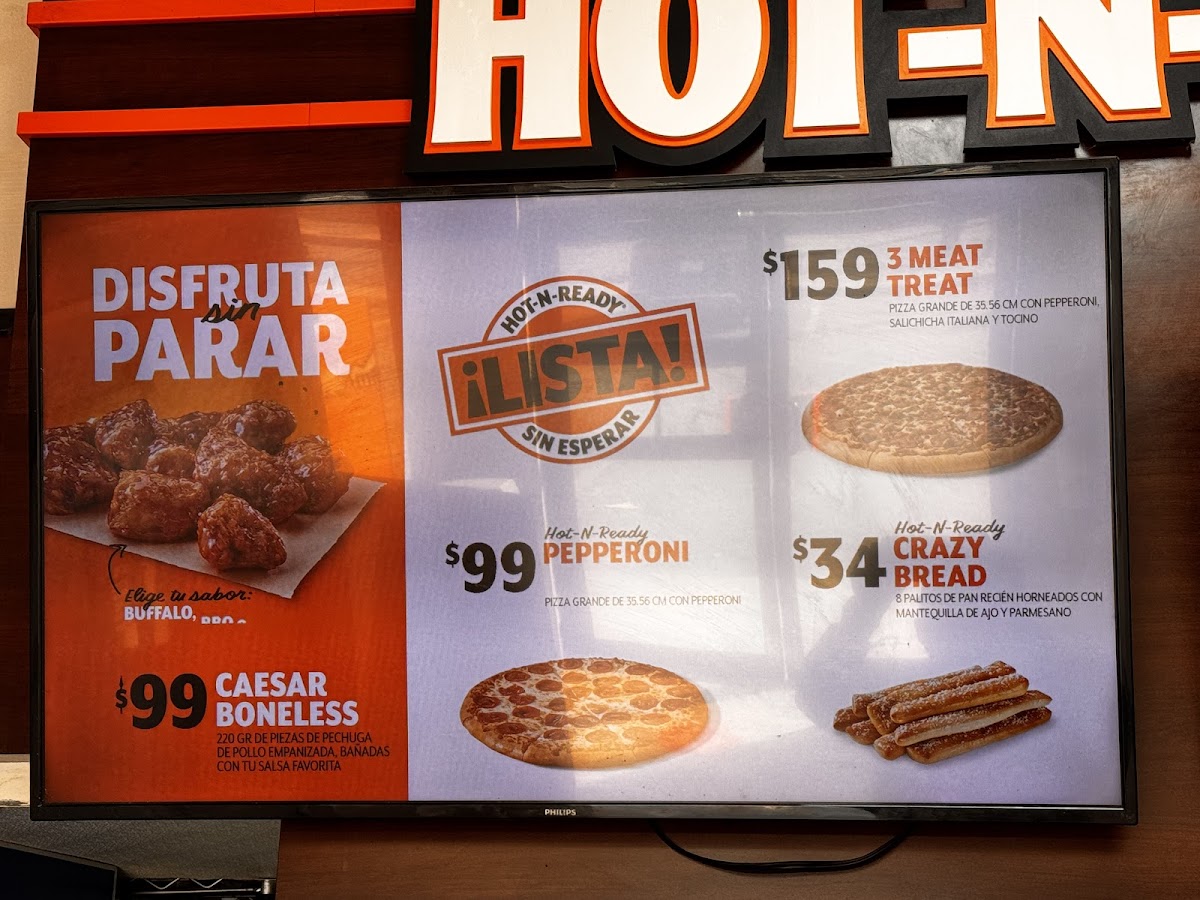 HOT-N-
DISFRUTA
sin
PARAR
Elige tu sabor:
BUFFALO,
$99 CAESAR
BONELESS
220 GR DE PIEZAS DE PECHUGA
DE POLLO EMPANIZADA, BAÑADAS
CON TU SALSA FAVORITA
HOT-N-READY
¡LISTA!
SIN ESPERAR
$99 Hot-N-Ready
PEPPERONI
PIZZA GRANDE DE 35.56 CM CON PEPPERONI
$159 3 MEAT
TREAT
PIZZA GRANDE DE 35.56 CM CON PEPPERONI,
SALICHICHA ITALIANA Y TOCINO
$34 Hot-N-Ready
CRAZY
BREAD
8 PALITOS DE PAN RECIÉN HORNEADOS CON
MANTEQUILLA DE AJO Y PARMESANO
PHILIPS